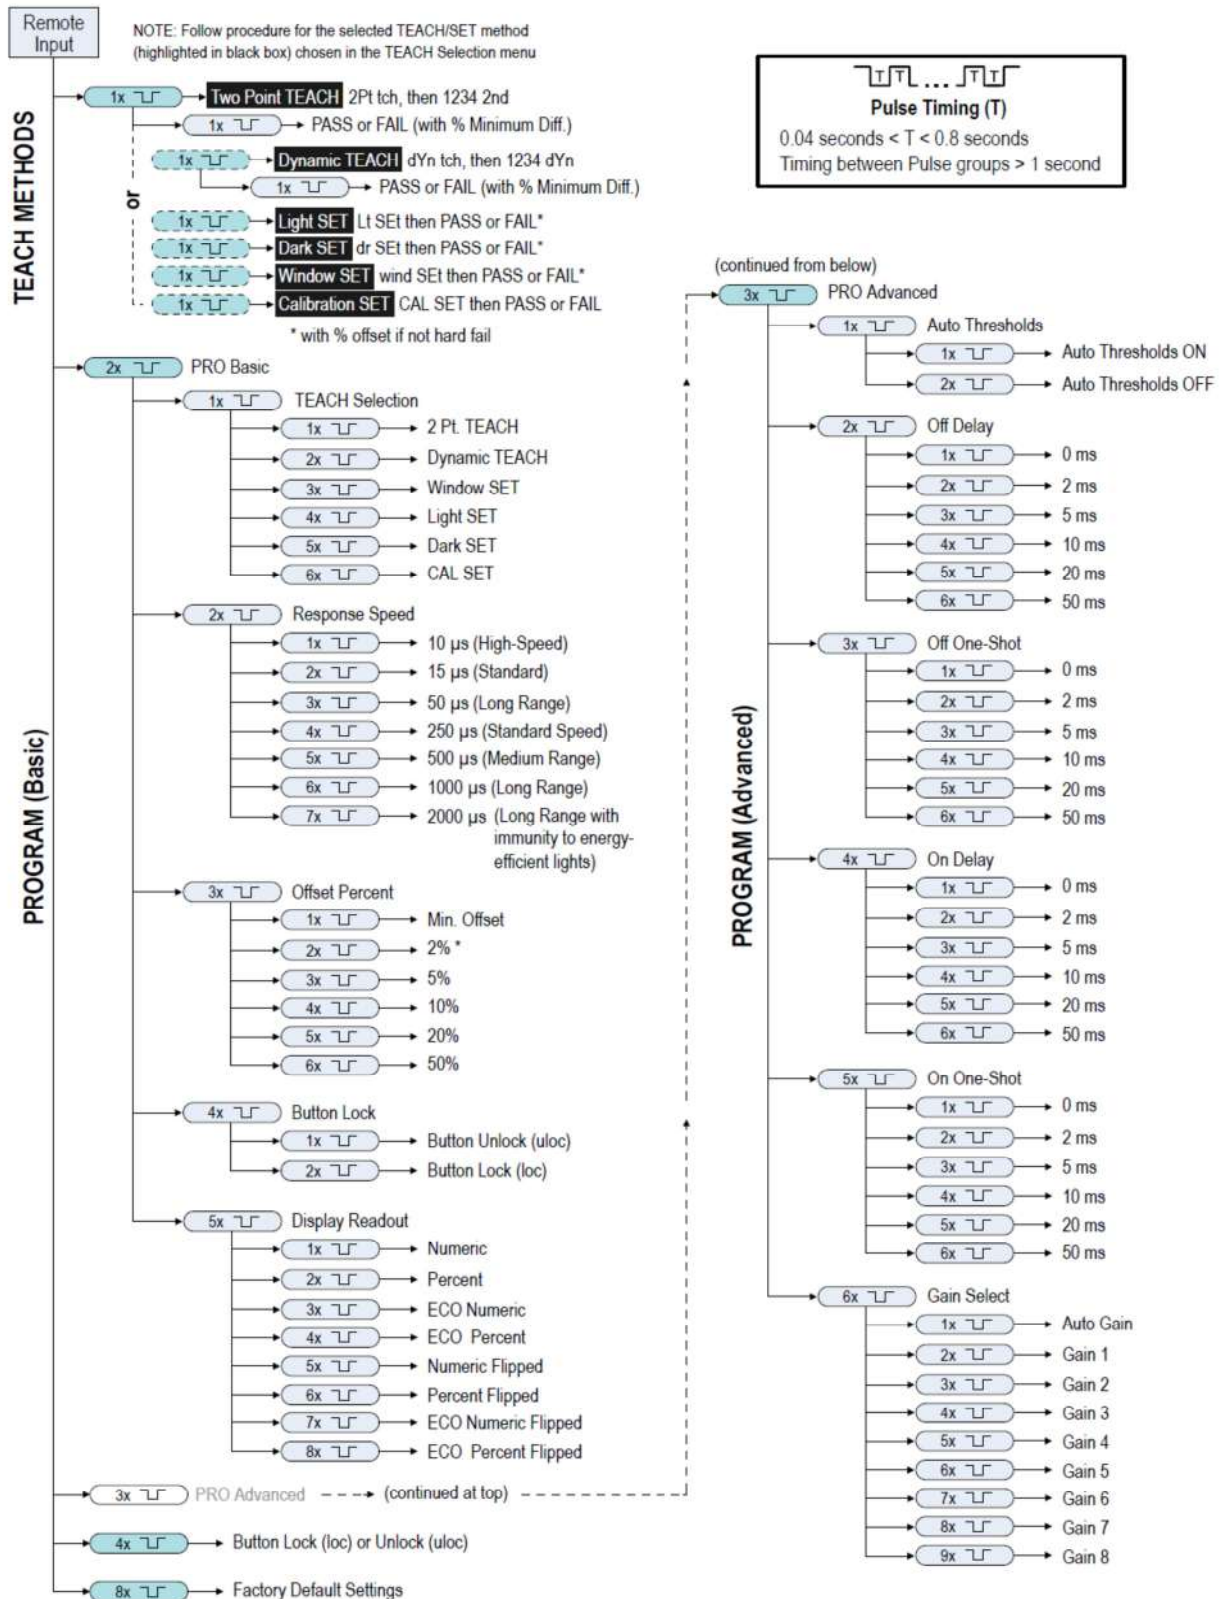 Remote
Input
NOTE: Follow procedure for the selected TEACH/SET method
(highlighted in black box) chosen in the TEACH Selection menu
TEACH METHODS
1x Two Point TEACH 2Pt tch, then 1234 2nd
1x PASS or FAIL (with % Minimum Diff.)
or
1x Dynamic TEACH dYn tch, then 1234 dYn
1x PASS or FAIL (with % Minimum Diff.)
1x Light SET Lt SEt then PASS or FAIL*
1x Dark SET dr SEt then PASS or FAIL*
1x Window SET wind SEt then PASS or FAIL*
1x Calibration SET CAL SET then PASS or FAIL
* with % offset if not hard fail
PROGRAM (Basic)
2x PRO Basic
1x TEACH Selection
1x 2 Pt. TEACH
2x Dynamic TEACH
3x Window SET
4x Light SET
5x Dark SET
6x CAL SET
2x Response Speed
1x 10 µs (High-Speed)
2x 15 µs (Standard)
3x 50 µs (Long Range)
4x 250 µs (Standard Speed)
5x 500 µs (Medium Range)
6x 1000 µs (Long Range)
7x 2000 µs (Long Range with
immunity to energy-
efficient lights)
3x Offset Percent
1x Min. Offset
2x 2% *
3x 5%
4x 10%
5x 20%
6x 50%
4x Button Lock
1x Button Unlock (uloc)
2x Button Lock (loc)
5x Display Readout
1x Numeric
2x Percent
3x ECO Numeric
4x ECO Percent
5x Numeric Flipped
6x Percent Flipped
7x ECO Numeric Flipped
8x ECO Percent Flipped
3x PRO Advanced (continued at top)
4x Button Lock (loc) or Unlock (uloc)
8x Factory Default Settings
T T ... T T
Pulse Timing (T)
0.04 seconds < T < 0.8 seconds
Timing between Pulse groups > 1 second
(continued from below)
PROGRAM (Advanced)
3x PRO Advanced
1x Auto Thresholds
1x Auto Thresholds ON
2x Auto Thresholds OFF
2x Off Delay
1x 0 ms
2x 2 ms
3x 5 ms
4x 10 ms
5x 20 ms
6x 50 ms
3x Off One-Shot
1x 0 ms
2x 2 ms
3x 5 ms
4x 10 ms
5x 20 ms
6x 50 ms
4x On Delay
1x 0 ms
2x 2 ms
3x 5 ms
4x 10 ms
5x 20 ms
6x 50 ms
5x On One-Shot
1x 0 ms
2x 2 ms
3x 5 ms
4x 10 ms
5x 20 ms
6x 50 ms
6x Gain Select
1x Auto Gain
2x Gain 1
3x Gain 2
4x Gain 3
5x Gain 4
6x Gain 5
7x Gain 6
8x Gain 7
9x Gain 8